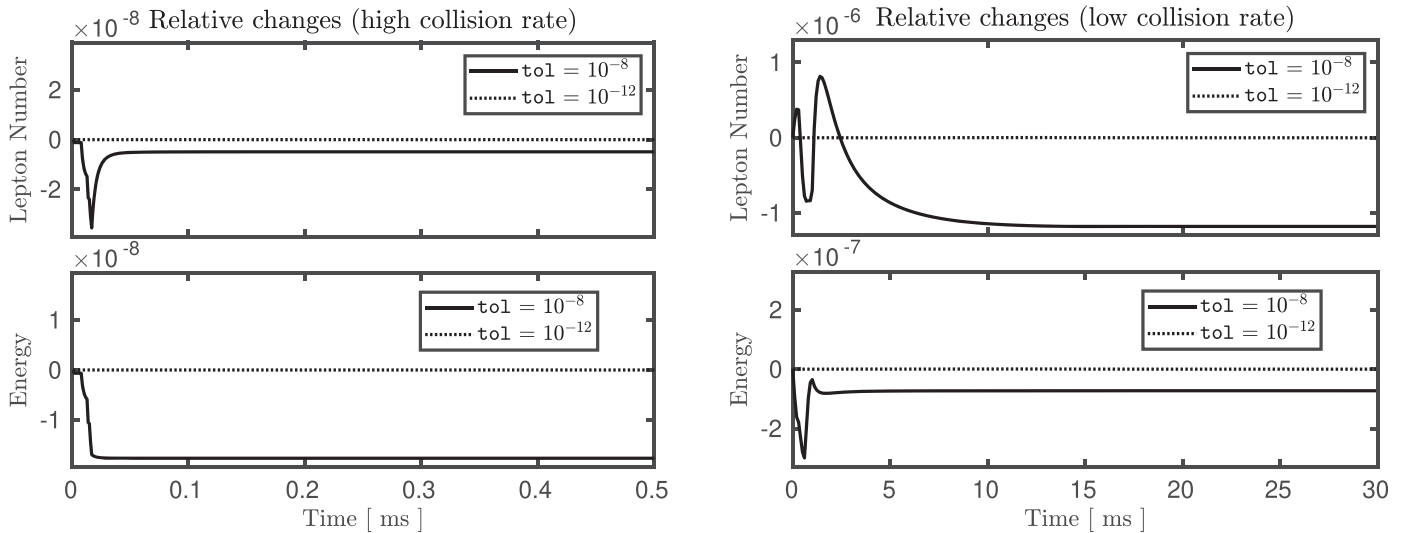 ×10^-8 Relative changes (high collision rate)
Lepton Number
2
0
-2
tol = 10^-8
tol = 10^-12
×10^-8
Energy
1
0
-1
tol = 10^-8
tol = 10^-12
0 0.1 0.2 0.3 0.4 0.5
Time [ ms ]
×10^-6 Relative changes (low collision rate)
Lepton Number
1
0
-1
tol = 10^-8
tol = 10^-12
×10^-7
Energy
2
0
-2
tol = 10^-8
tol = 10^-12
0 5 10 15 20 25 30
Time [ ms ]